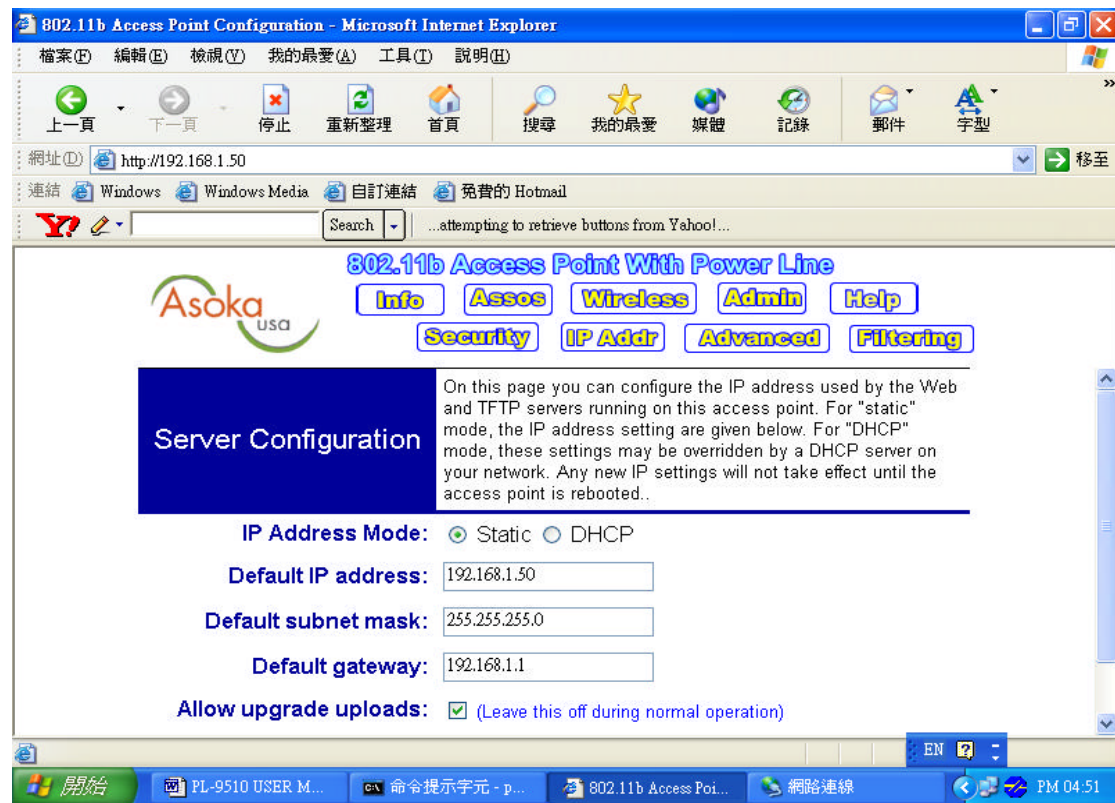 802.11b Access Point Configuration - Microsoft Internet Explorer
檔案(F) 編輯(E) 檢視(V) 我的最愛(A) 工具(T) 說明(H)
上一頁 下一頁 停止 重新整理 首頁 搜尋 我的最愛 媒體 記錄 郵件 字型
網址(D) http://192.168.1.50 移至
連結 Windows Windows Media 自訂連結 免費的 Hotmail
Y! Search ...attempting to retrieve buttons from Yahoo!...
802.11b Access Point With Power Line
Asoka usa
Info Assos Wireless Admin Help
Security IP Addr Advanced Filtering
Server Configuration
On this page you can configure the IP address used by the Web
and TFTP servers running on this access point. For "static"
mode, the IP address setting are given below. For "DHCP"
mode, these settings may be overridden by a DHCP server on
your network. Any new IP settings will not take effect until the
access point is rebooted..
IP Address Mode: Static DHCP
Default IP address: 192.168.1.50
Default subnet mask: 255.255.255.0
Default gateway: 192.168.1.1
Allow upgrade uploads: (Leave this off during normal operation)
EN
開始 PL-9510 USER M... 命令提示字元 - p... 802.11b Access Poi... 網路連線 PM 04:51